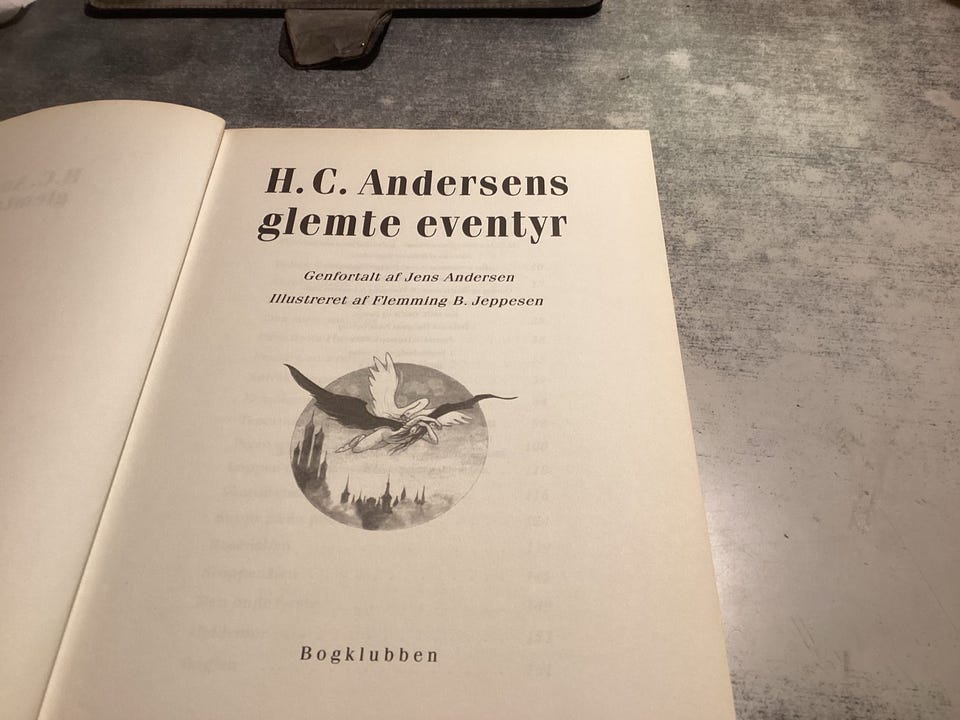 H.C. Andersens
glemte eventyr
Genfortalt af Jens Andersen
Illustreret af Flemming B. Jeppesen
Bogklubben